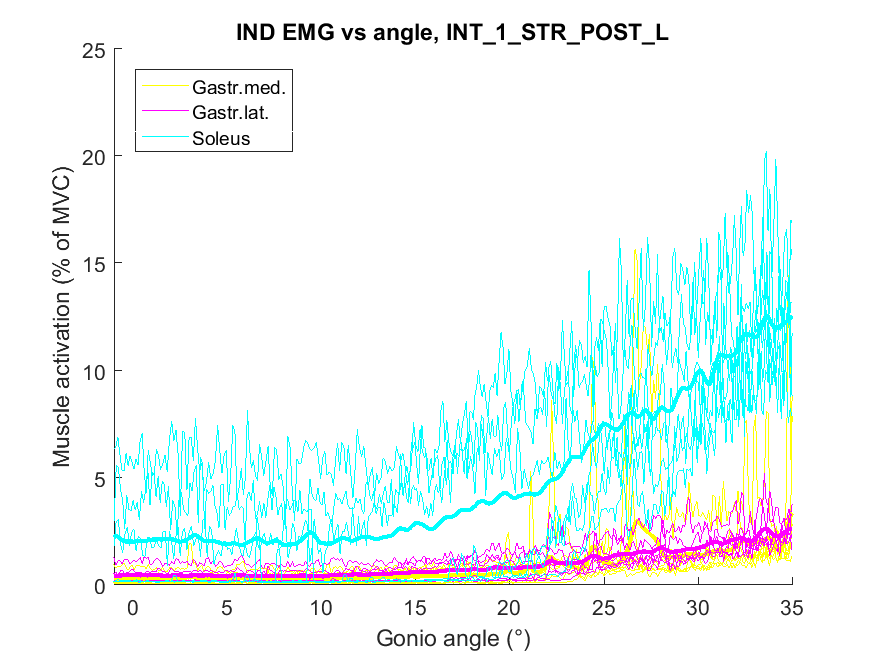 IND EMG vs angle, INT_1_STR_POST_L
25
20
15
10
5
0
Gastr.med.
Gastr.lat.
Soleus
Muscle activation (% of MVC)
0 5 10 15 20 25 30 35
Gonio angle (°)